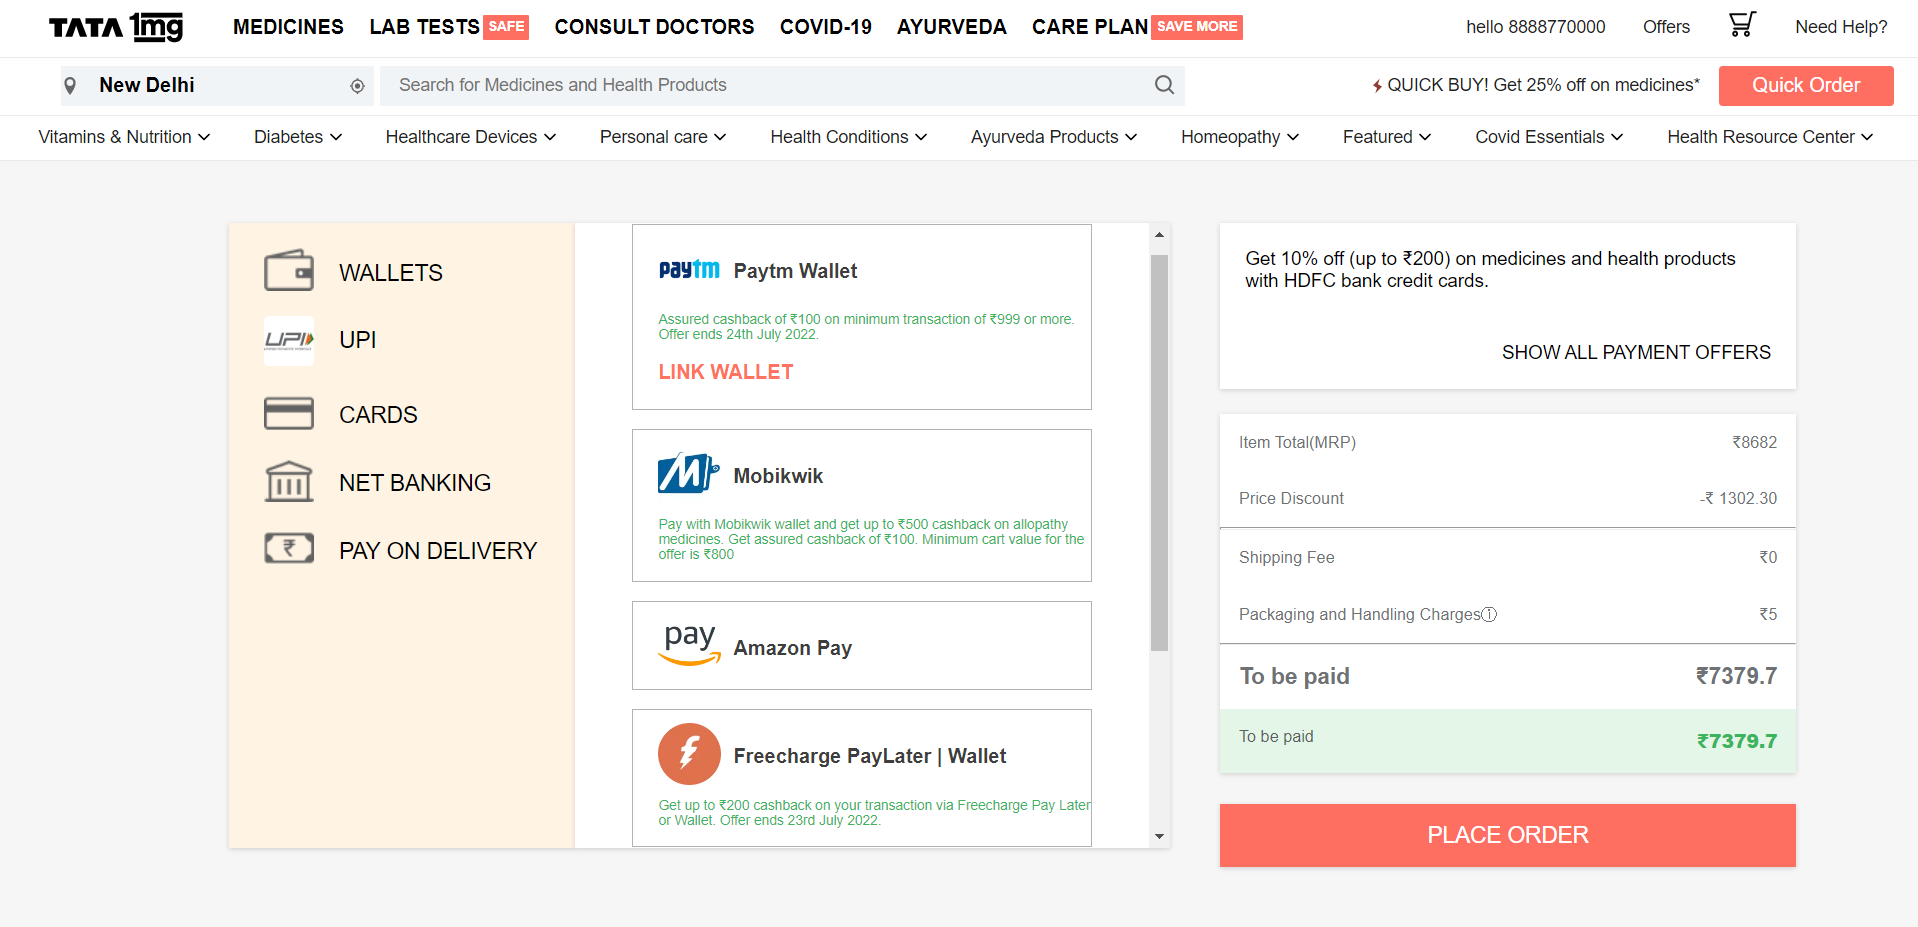 TATA 1mg MEDICINES LAB TESTS SAFE CONSULT DOCTORS COVID-19 AYURVEDA CARE PLAN SAVE MORE hello 8888770000 Offers Need Help?
New Delhi Search for Medicines and Health Products QUICK BUY! Get 25% off on medicines* Quick Order
Vitamins & Nutrition Diabetes Healthcare Devices Personal care Health Conditions Ayurveda Products Homeopathy Featured Covid Essentials Health Resource Center
WALLETS
UPI UPI
CARDS
NET BANKING
₹ PAY ON DELIVERY
paytm Paytm Wallet
Assured cashback of ₹100 on minimum transaction of ₹999 or more.
Offer ends 24th July 2022.
LINK WALLET
M Mobikwik
Pay with Mobikwik wallet and get up to ₹500 cashback on allopathy
medicines. Get assured cashback of ₹100. Minimum cart value for the
offer is ₹800
pay Amazon Pay
Freecharge PayLater | Wallet
Get up to ₹200 cashback on your transaction via Freecharge Pay Later
or Wallet. Offer ends 23rd July 2022.
Get 10% off (up to ₹200) on medicines and health products
with HDFC bank credit cards.
SHOW ALL PAYMENT OFFERS
Item Total(MRP) ₹8682
Price Discount -₹ 1302.30
Shipping Fee ₹0
Packaging and Handling Charges ₹5
To be paid ₹7379.7
To be paid ₹7379.7
PLACE ORDER